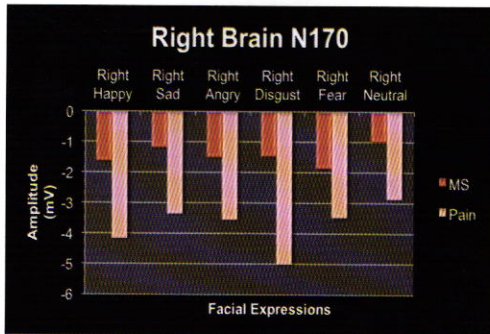 Right Brain N170
Right Happy
Right Sad
Right Angry
Right Disgust
Right Fear
Right Neutral
0
-1
-2
-3
-4
-5
-6
Amplitude
(mV)
MS
Pain
Facial Expressions